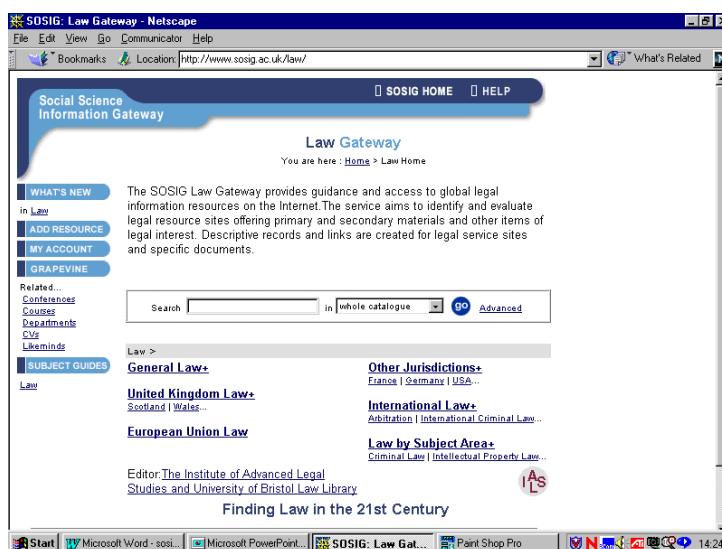 SOSIG: Law Gateway - Netscape
File Edit View Go Communicator Help
Bookmarks Location: http://www.sosig.ac.uk/law/ What's Related
SOSIG HOME HELP
Social Science
Information Gateway
Law Gateway
You are here : Home > Law Home
WHAT'S NEW
in Law
ADD RESOURCE
MY ACCOUNT
GRAPEVINE
Related...
Conferences
Courses
Departments
CVs
Likeminds
SUBJECT GUIDES
Law
The SOSIG Law Gateway provides guidance and access to global legal
information resources on the Internet.The service aims to identify and evaluate
legal resource sites offering primary and secondary materials and other items of
legal interest. Descriptive records and links are created for legal service sites
and specific documents.
Search in whole catalogue go Advanced
Law >
General Law+
United Kingdom Law+
Scotland | Wales...
European Union Law
Other Jurisdictions+
France | Germany | USA...
International Law+
Arbitration | International Criminal Law...
Law by Subject Area+
Criminal Law | Intellectual Property Law...
Editor:The Institute of Advanced Legal
Studies and University of Bristol Law Library
IALS
Finding Law in the 21st Century
Start Microsoft Word - sosi... Microsoft PowerPoint... SOSIG: Law Gat... Paint Shop Pro 14:24